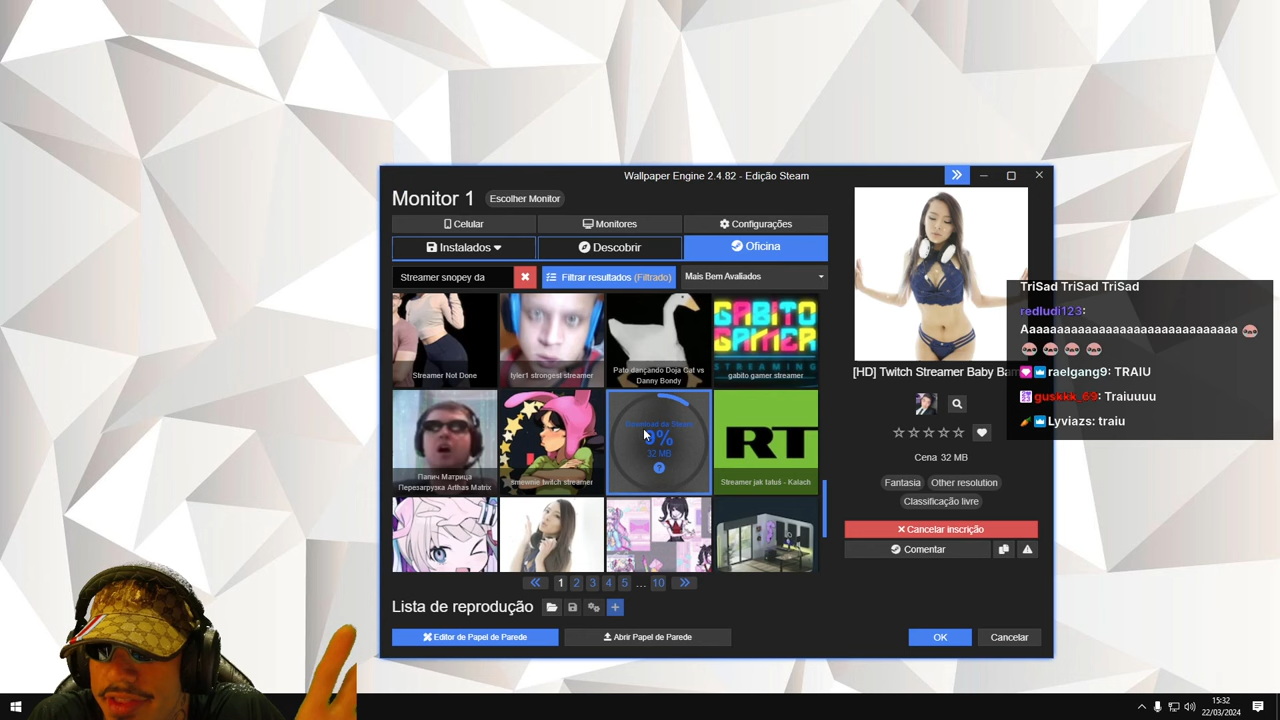 Wallpaper Engine 2.4.82 - Edição Steam
Monitor 1 Escolher Monitor
Celular Monitores Configurações
Instalados Descobrir Oficina
Streamer snopey da Filtrar resultados (Filtrado) Mais Bem Avaliados
Streamer Not Done
tyler1 strongest streamer
Pato dançando Doja Cat vs
Danny Bondy
GABITO
GAMER
STREAMING
gabito gamer streamer
Папич Матрица
Перезагрузка Arthas Matrix
smewnie twitch streamer
9%
32 MB
RT
Streamer jak tatuś - Kalach
1 2 3 4 5 ... 10
Lista de reprodução
Editor de Papel de Parede Abrir Papel de Parede
OK Cancelar
[HD] Twitch Streamer Baby
Cena 32 MB
Fantasia Other resolution
Classificação livre
Cancelar inscrição
Comentar
TriSad TriSad TriSad
redludi123:
Aaaaaaaaaaaaaaaaaaaaaaaaaaaaa
raelgang9: TRAIU
guskkk_69: Traiuuuu
Lyviazs: traiu
15:32
22/03/2024